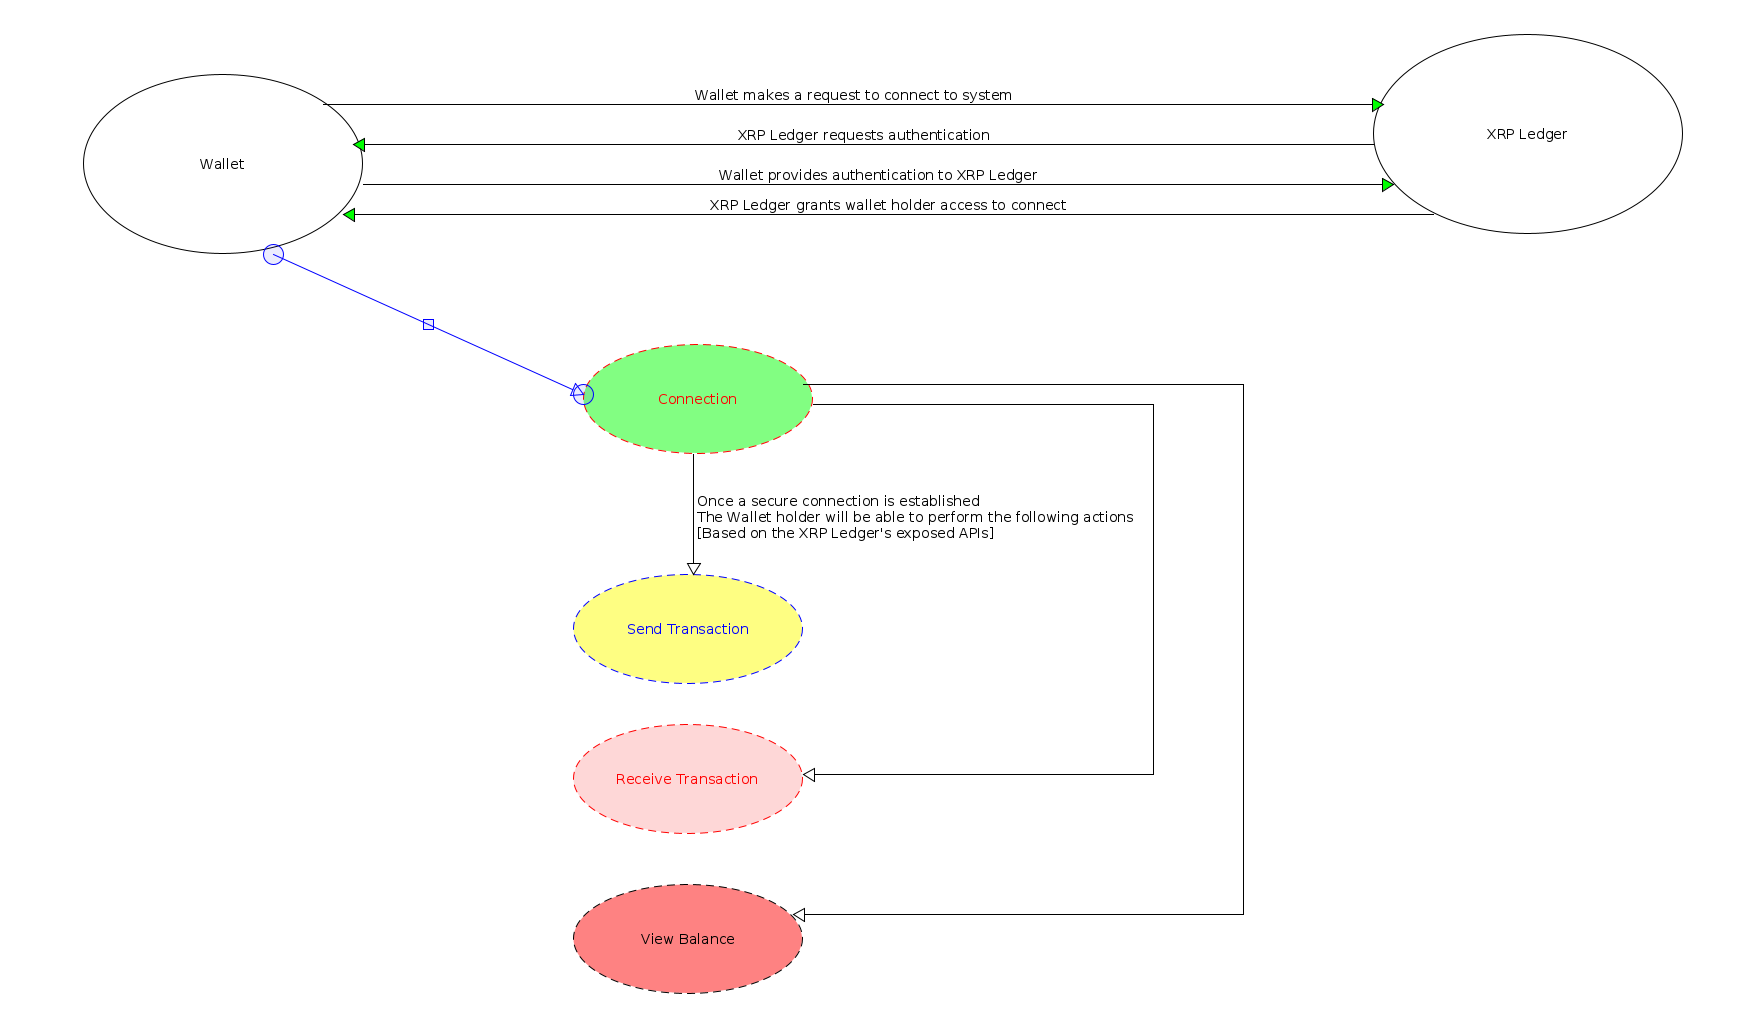 Wallet makes a request to connect to system
XRP Ledger requests authentication
XRP Ledger
Wallet
Wallet provides authentication to XRP Ledger
XRP Ledger grants wallet holder access to connect
Connection
Once a secure connection is established
The Wallet holder will be able to perform the following actions
[Based on the XRP Ledger's exposed APIs]
Send Transaction
Receive Transaction
View Balance